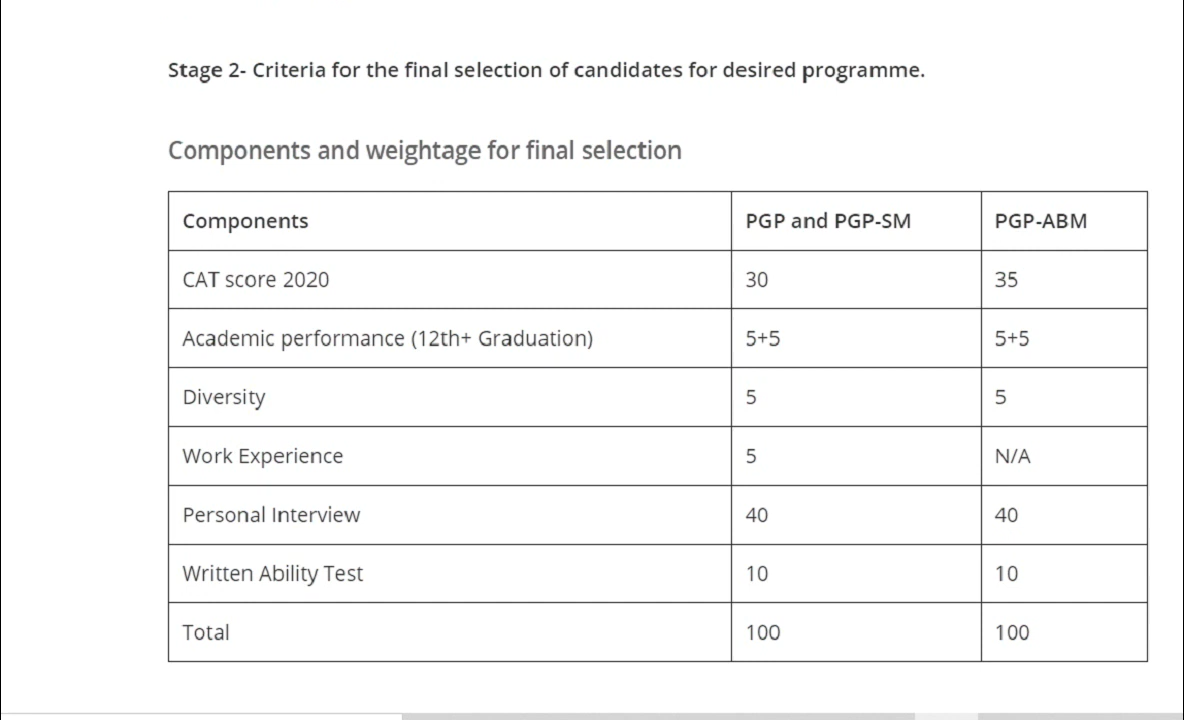 Stage 2- Criteria for the final selection of candidates for desired programme.
Components and weightage for final selection
Components PGP and PGP-SM PGP-ABM
CAT score 2020 30 35
Academic performance (12th+ Graduation) 5+5 5+5
Diversity 5 5
Work Experience 5 N/A
Personal Interview 40 40
Written Ability Test 10 10
Total 100 100